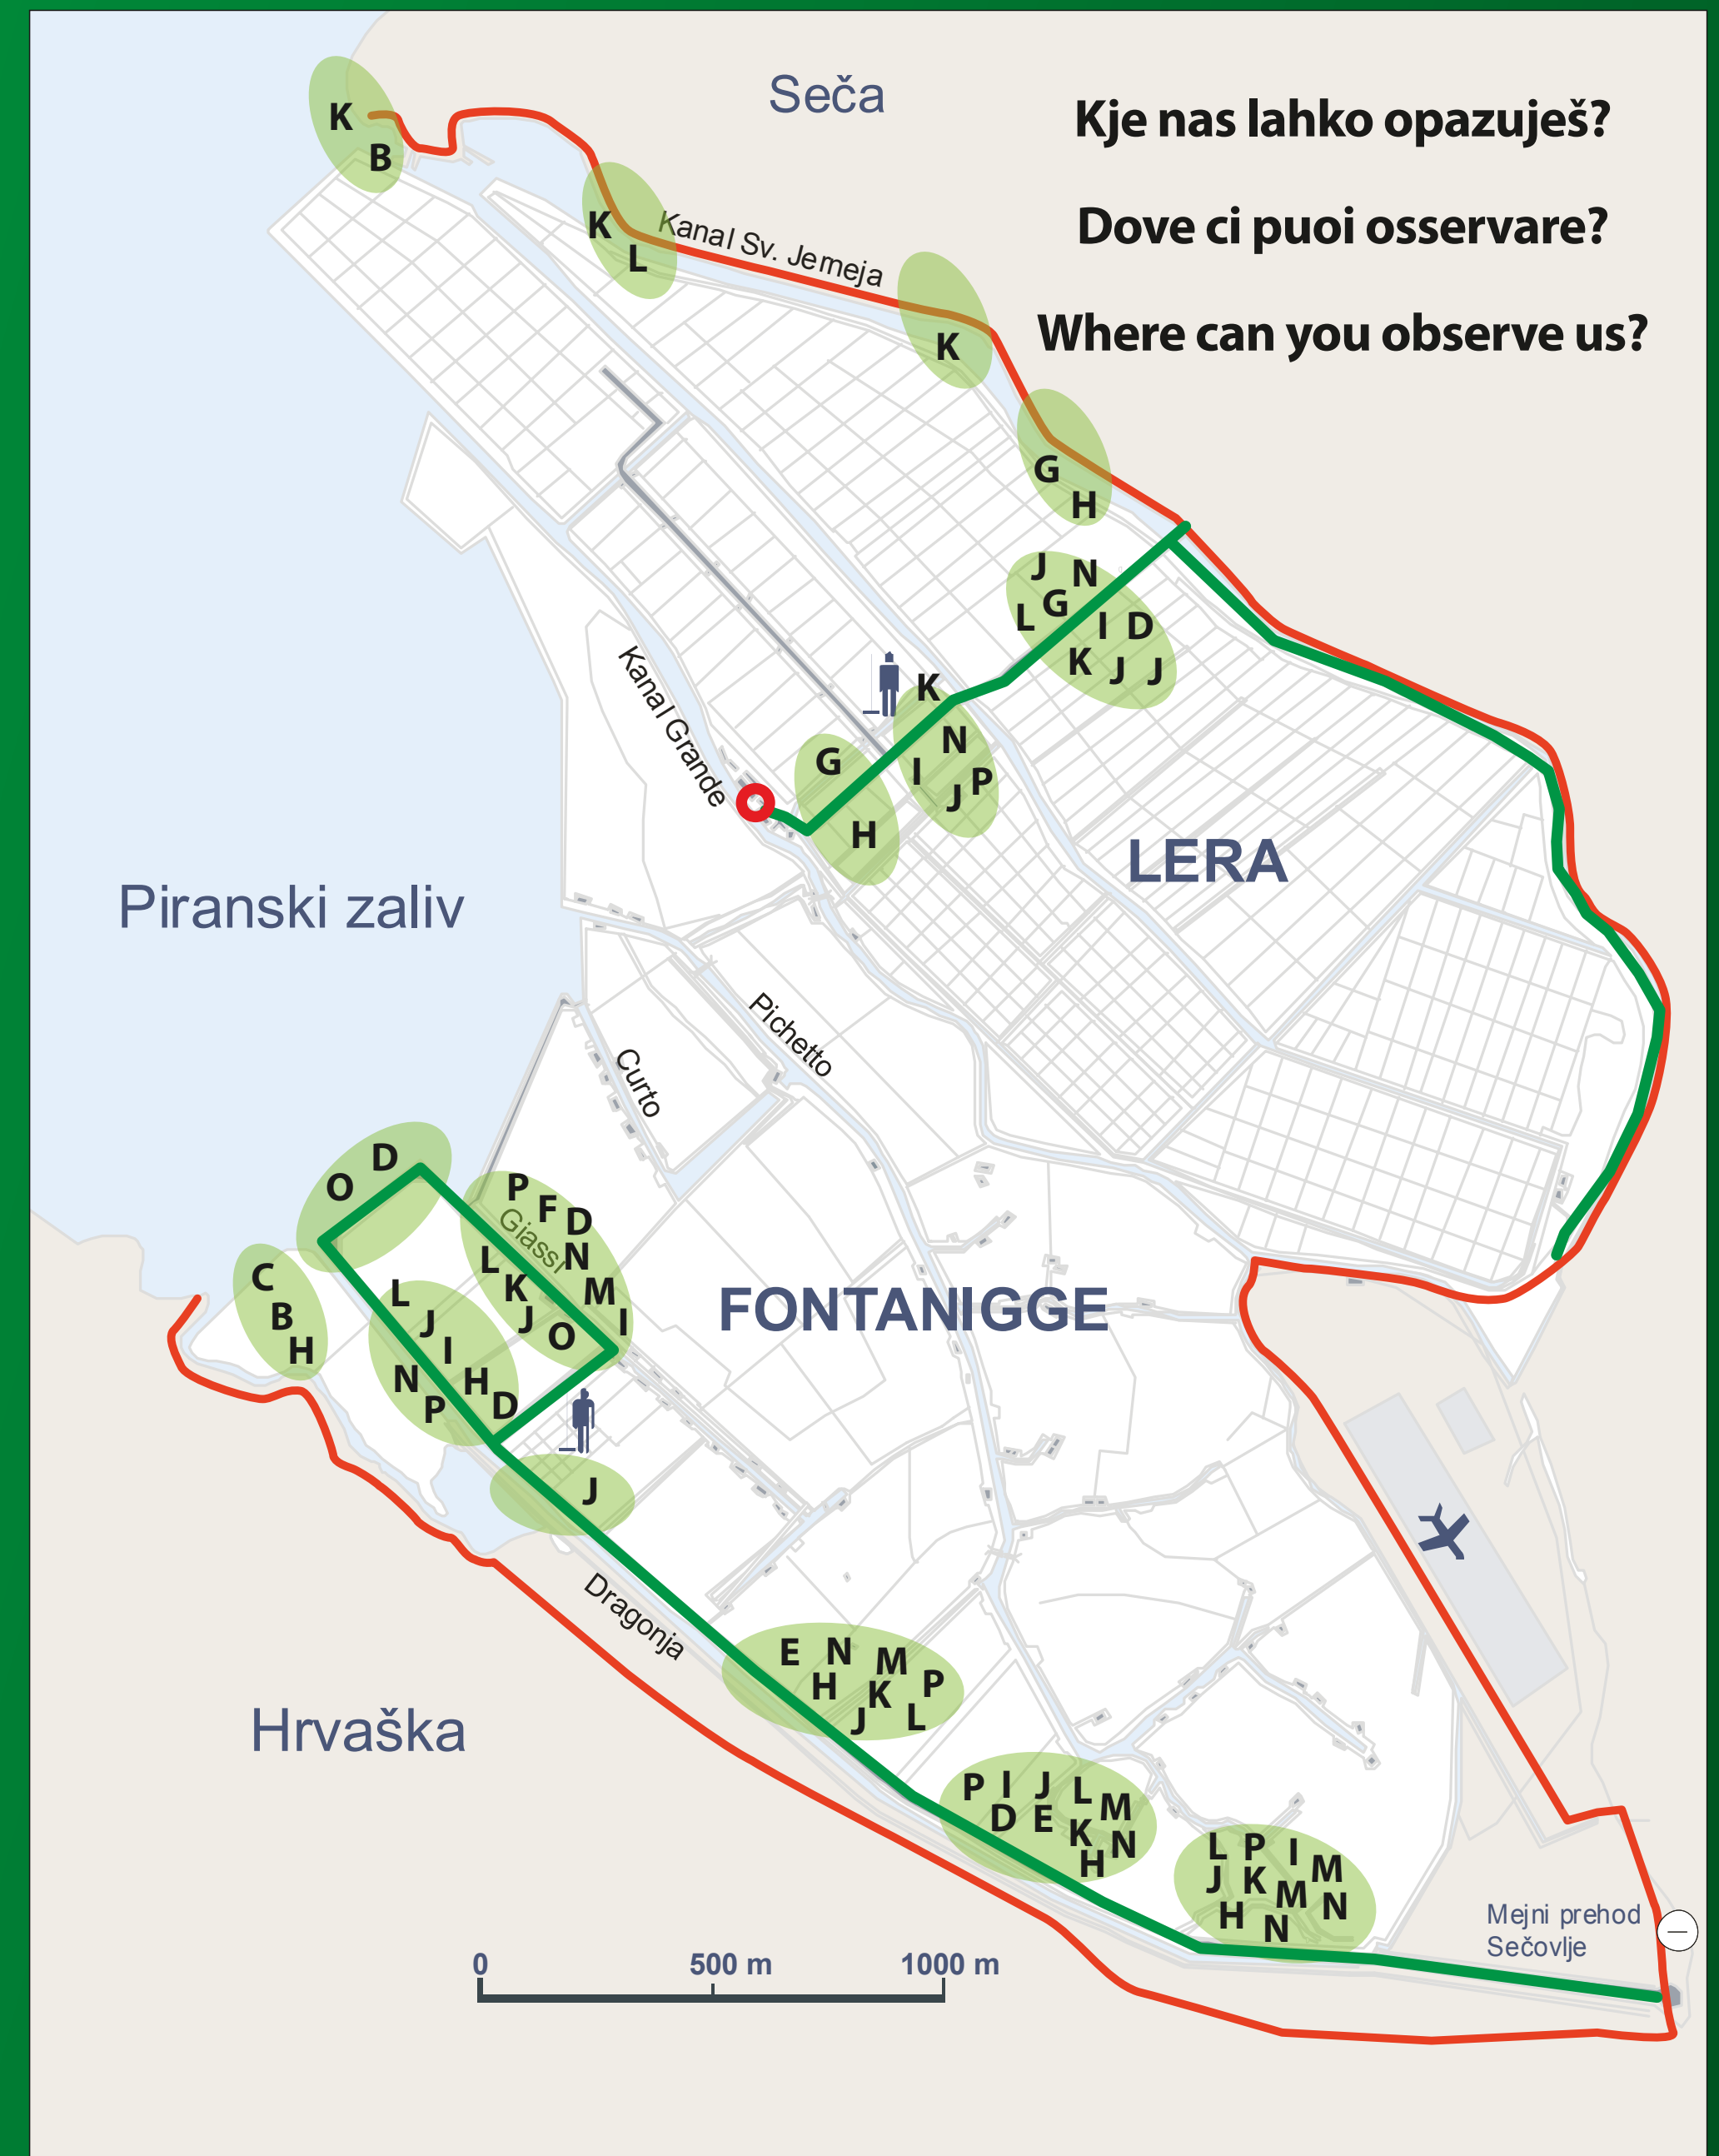 Seča
Kje nas lahko opazuješ?
Dove ci puoi osservare?
Where can you observe us?
K
B
K
L
Kanal Sv. Jerneja
K
G
H
J N
L G I D
K J J
K
N
I P
J
G
H
Kanal Grande
LERA
Piranski zaliv
Pichetto
Curto
D
O
P F D
Giassi
L N
K M
J O I
C
B
H
L
J
I
N H
P D
FONTANIGGE
J
Dragonja
Hrvaška
E N M
H K P
J L
P I J L M
D E K N
H
L P I M
J K M N
H N
Mejni prehod
Sečovlje
0 500 m 1000 m